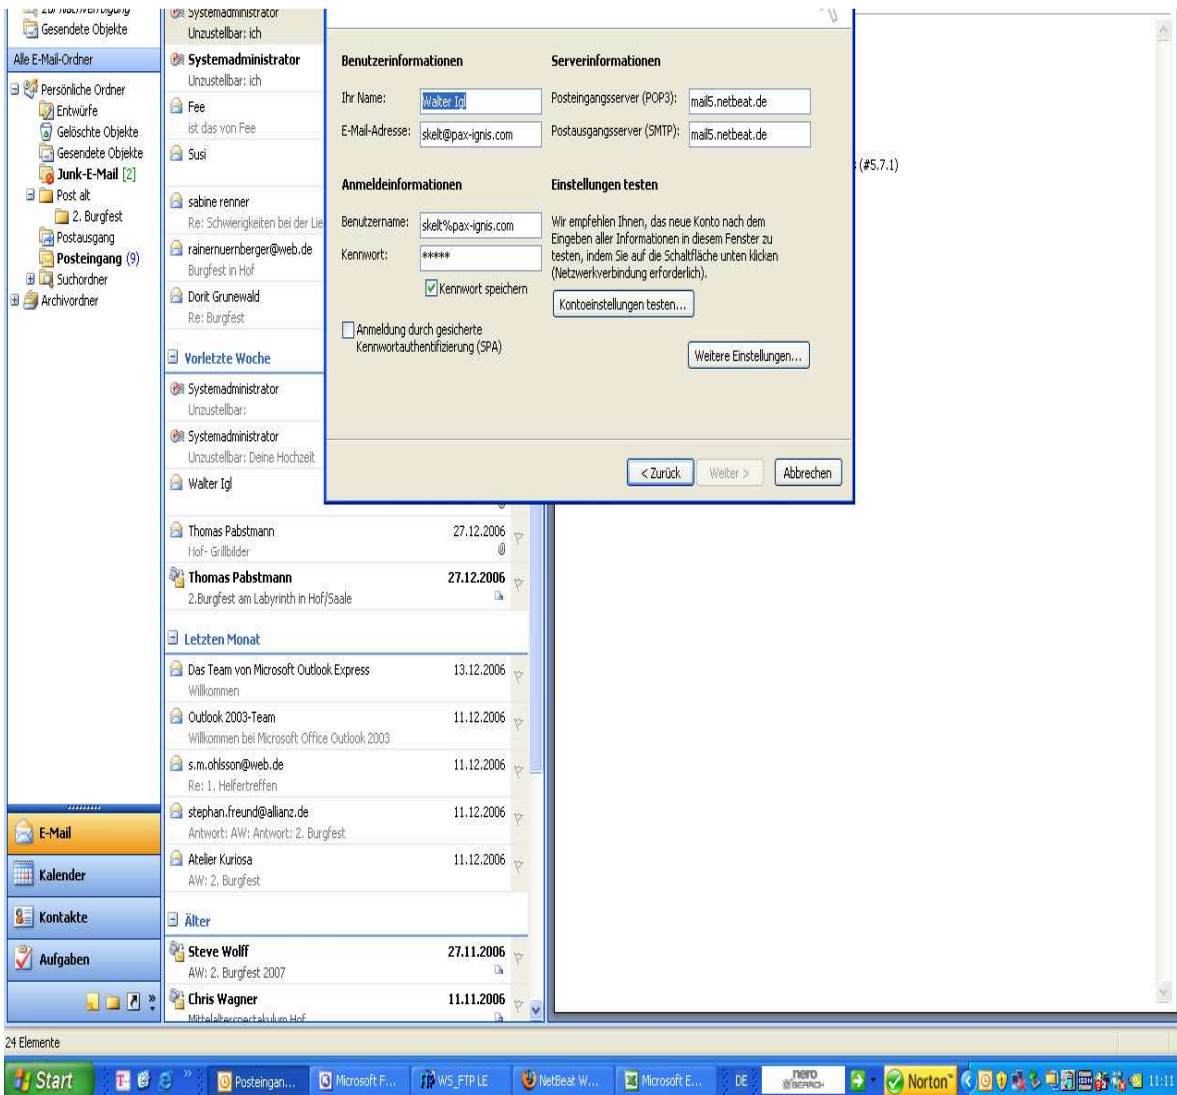 Zur Nachverfolgung
Gesendete Objekte
Alle E-Mail-Ordner
Persönliche Ordner
Entwürfe
Gelöschte Objekte
Gesendete Objekte
Junk-E-Mail [2]
Post alt
2. Burgfest
Postausgang
Posteingang (9)
Suchordner
Archivordner
E-Mail
Kalender
Kontakte
Aufgaben
Systemadministrator
Unzustellbar: ich
Systemadministrator
Unzustellbar: ich
Fee
ist das von Fee
Susi
sabine renner
Re: Schwierigkeiten bei der Lie
rainernuernberger@web.de
Burgfest in Hof
Dorit Grunewald
Re: Burgfest
Vorletzte Woche
Systemadministrator
Unzustellbar:
Systemadministrator
Unzustellbar: Deine Hochzeit
Walter Igl
Thomas Pabstmann 27.12.2006
Hof- Grillbilder
Thomas Pabstmann 27.12.2006
2.Burgfest am Labyrinth in Hof/Saale
Letzten Monat
Das Team von Microsoft Outlook Express 13.12.2006
Willkommen
Outlook 2003-Team 11.12.2006
Willkommen bei Microsoft Office Outlook 2003
s.m.ohlsson@web.de 11.12.2006
Re: 1. Helfertreffen
stephan.freund@allianz.de 11.12.2006
Antwort: AW: Antwort: 2. Burgfest
Atelier Kuriosa 11.12.2006
AW: 2. Burgfest
Älter
Steve Wolff 27.11.2006
AW: 2. Burgfest 2007
Chris Wagner 11.11.2006
Mittelalterspectakulum Hof
Benutzerinformationen
Ihr Name: Walter Igl
E-Mail-Adresse: skelt@pax-ignis.com
Anmeldeinformationen
Benutzername: skelt%pax-ignis.com
Kennwort: *****
Kennwort speichern
Anmeldung durch gesicherte
Kennwortauthentifizierung (SPA)
Serverinformationen
Posteingangsserver (POP3): mail5.netbeat.de
Postausgangsserver (SMTP): mail5.netbeat.de
Einstellungen testen
Wir empfehlen Ihnen, das neue Konto nach dem
Eingeben aller Informationen in diesem Fenster zu
testen, indem Sie auf die Schaltfläche unten klicken
(Netzwerkverbindung erforderlich).
Kontoeinstellungen testen...
Weitere Einstellungen...
< Zurück Weiter > Abbrechen
(#5.7.1)
24 Elemente
Start Posteingan... Microsoft F... WS_FTP LE NetBeat W... Microsoft E... DE nero SEARCH Norton 11:11